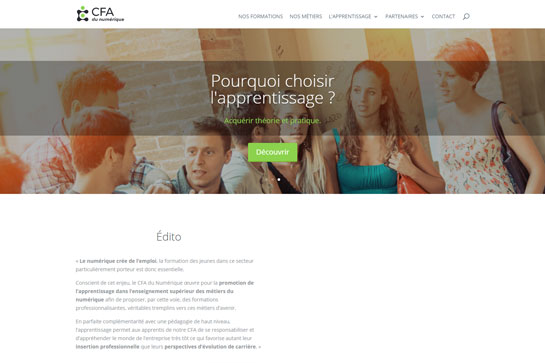 CFA
du numérique
NOS FORMATIONS NOS MÉTIERS L'APPRENTISSAGE PARTENAIRES CONTACT
Pourquoi choisir
l'apprentissage ?
Acquérir théorie et pratique.
Découvrir
Édito
« Le numérique crée de l'emploi, la formation des jeunes dans ce secteur
particulièrement porteur est donc essentielle.
Conscient de cet enjeu, le CFA du Numérique œuvre pour la promotion de
l'apprentissage dans l'enseignement supérieur des métiers du
numérique afin de proposer, par cette voie, des formations
professionnalisantes, véritables tremplins vers ces métiers d'avenir.
En parfaite complémentarité avec une pédagogie de haut niveau,
l'apprentissage permet aux apprentis de notre CFA de se responsabiliser et
d'appréhender le monde de l'entreprise très tôt ce qui favorise autant leur
insertion professionnelle que leurs perspectives d'évolution de carrière. »